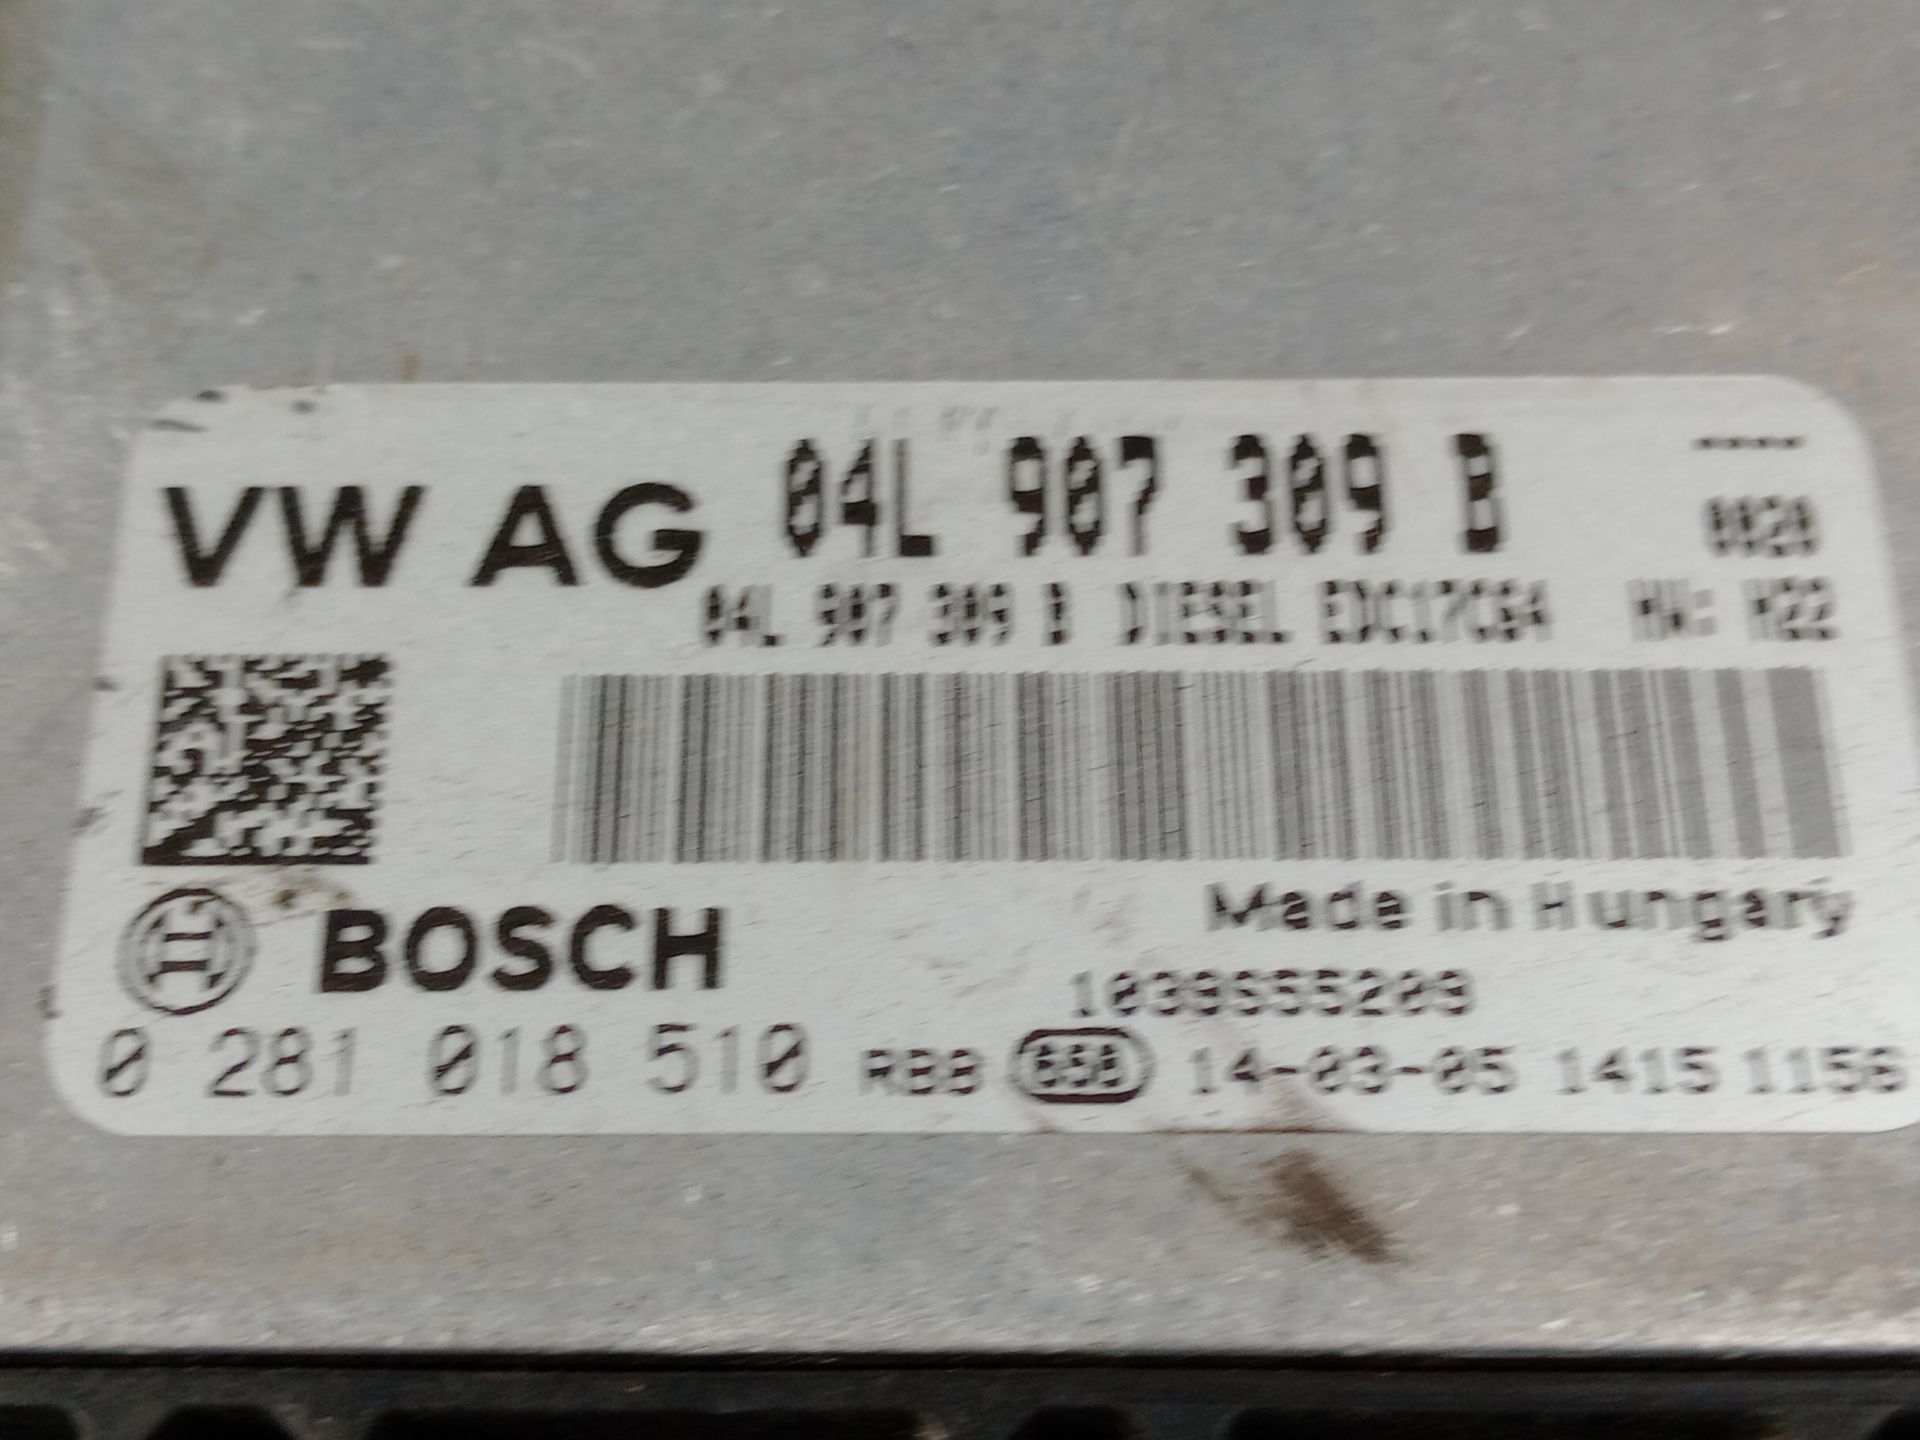 VW AG 04L 907 309 B ----
0020
04L 907 309 B DIESEL EDC17C64 HW: H22
BOSCH Made in Hungary
1039S55209
0 281 018 510 RBB 14-03-05 1415 1156